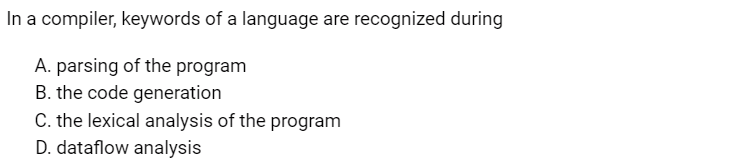 In a compiler, keywords of a language are recognized during
A. parsing of the program
B. the code generation
C. the lexical analysis of the program
D. dataflow analysis